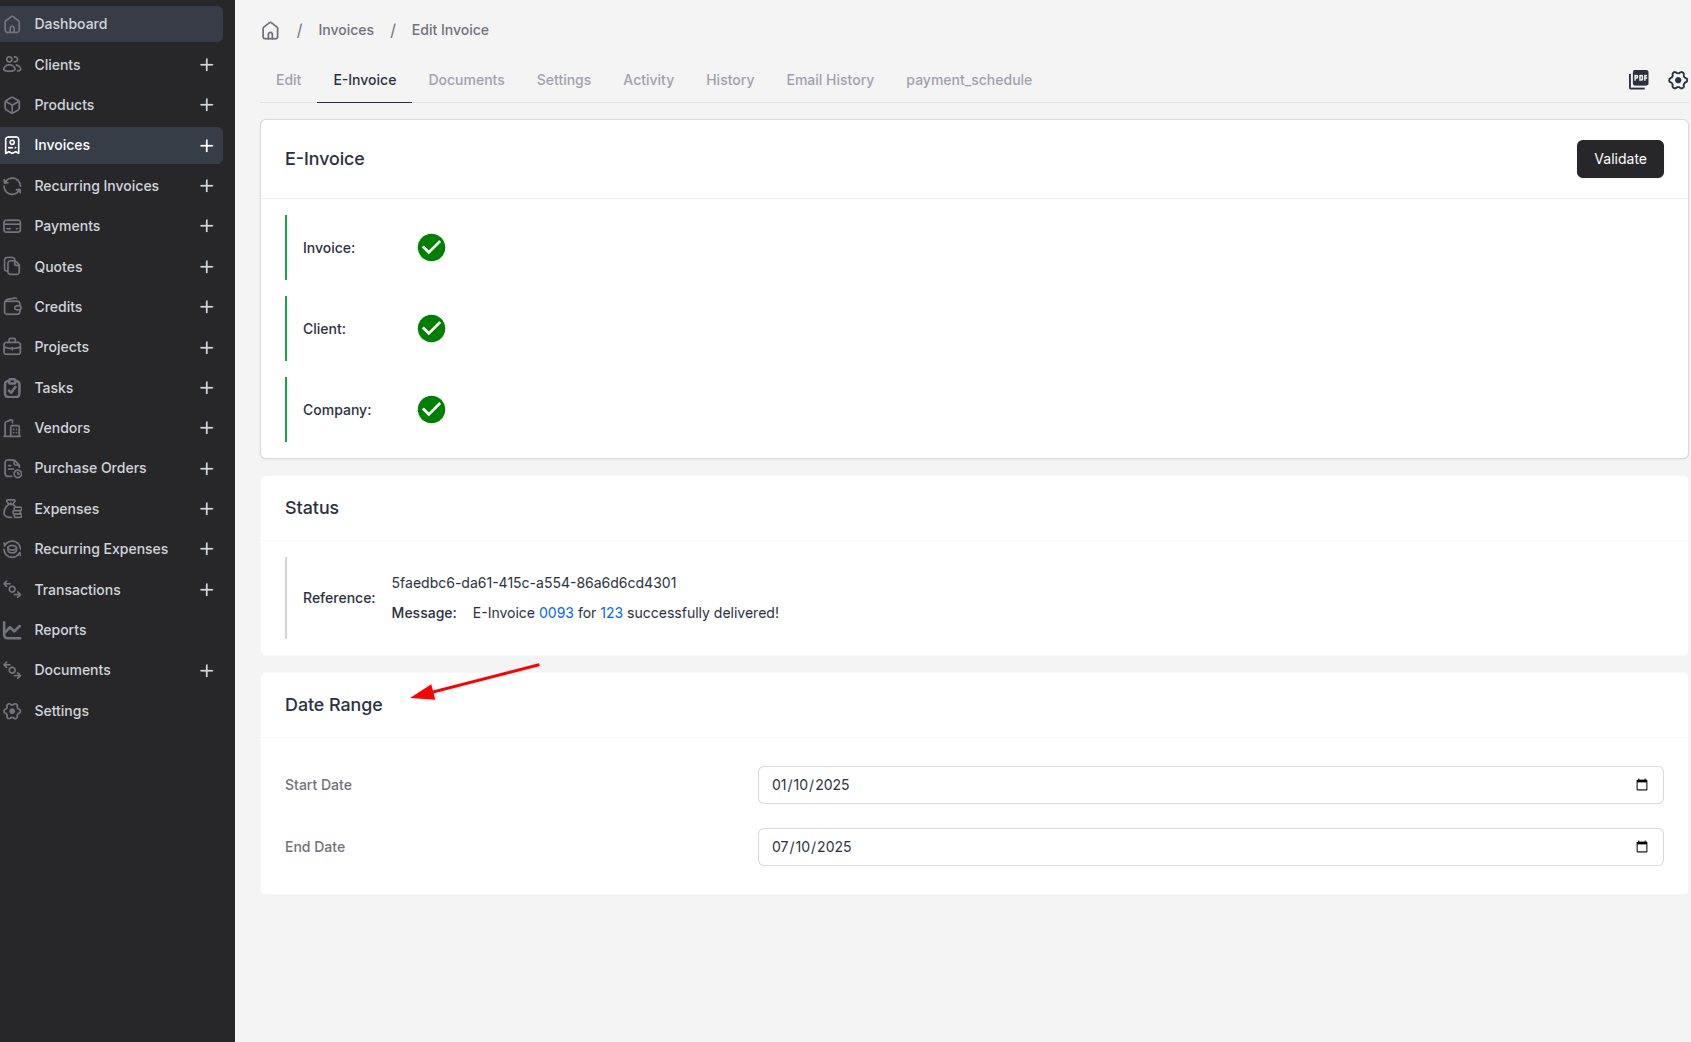 Dashboard
Clients
Products
Invoices
Recurring Invoices
Payments
Quotes
Credits
Projects
Tasks
Vendors
Purchase Orders
Expenses
Recurring Expenses
Transactions
Reports
Documents
Settings
/ Invoices / Edit Invoice
Edit E-Invoice Documents Settings Activity History Email History payment_schedule PDF
E-Invoice Validate
Invoice:
Client:
Company:
Status
Reference: 5faedbc6-da61-415c-a554-86a6d6cd4301
Message: E-Invoice 0093 for 123 successfully delivered!
Date Range
Start Date 01/10/2025
End Date 07/10/2025